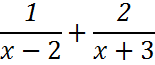 1/(x − 2) + 2/(x + 3)